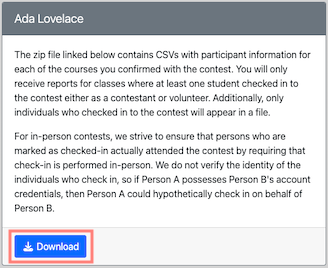 Ada Lovelace
The zip file linked below contains CSVs with participant information for
each of the courses you confirmed with the contest. You will only
receive reports for classes where at least one student checked in to
the contest either as a contestant or volunteer. Additionally, only
individuals who checked in to the contest will appear in a file.
For in-person contests, we strive to ensure that persons who are
marked as checked-in actually attended the contest by requiring that
check-in is performed in-person. We do not verify the identity of the
individuals who check in, so if Person A possesses Person B's account
credentials, then Person A could hypothetically check in on behalf of
Person B.
Download